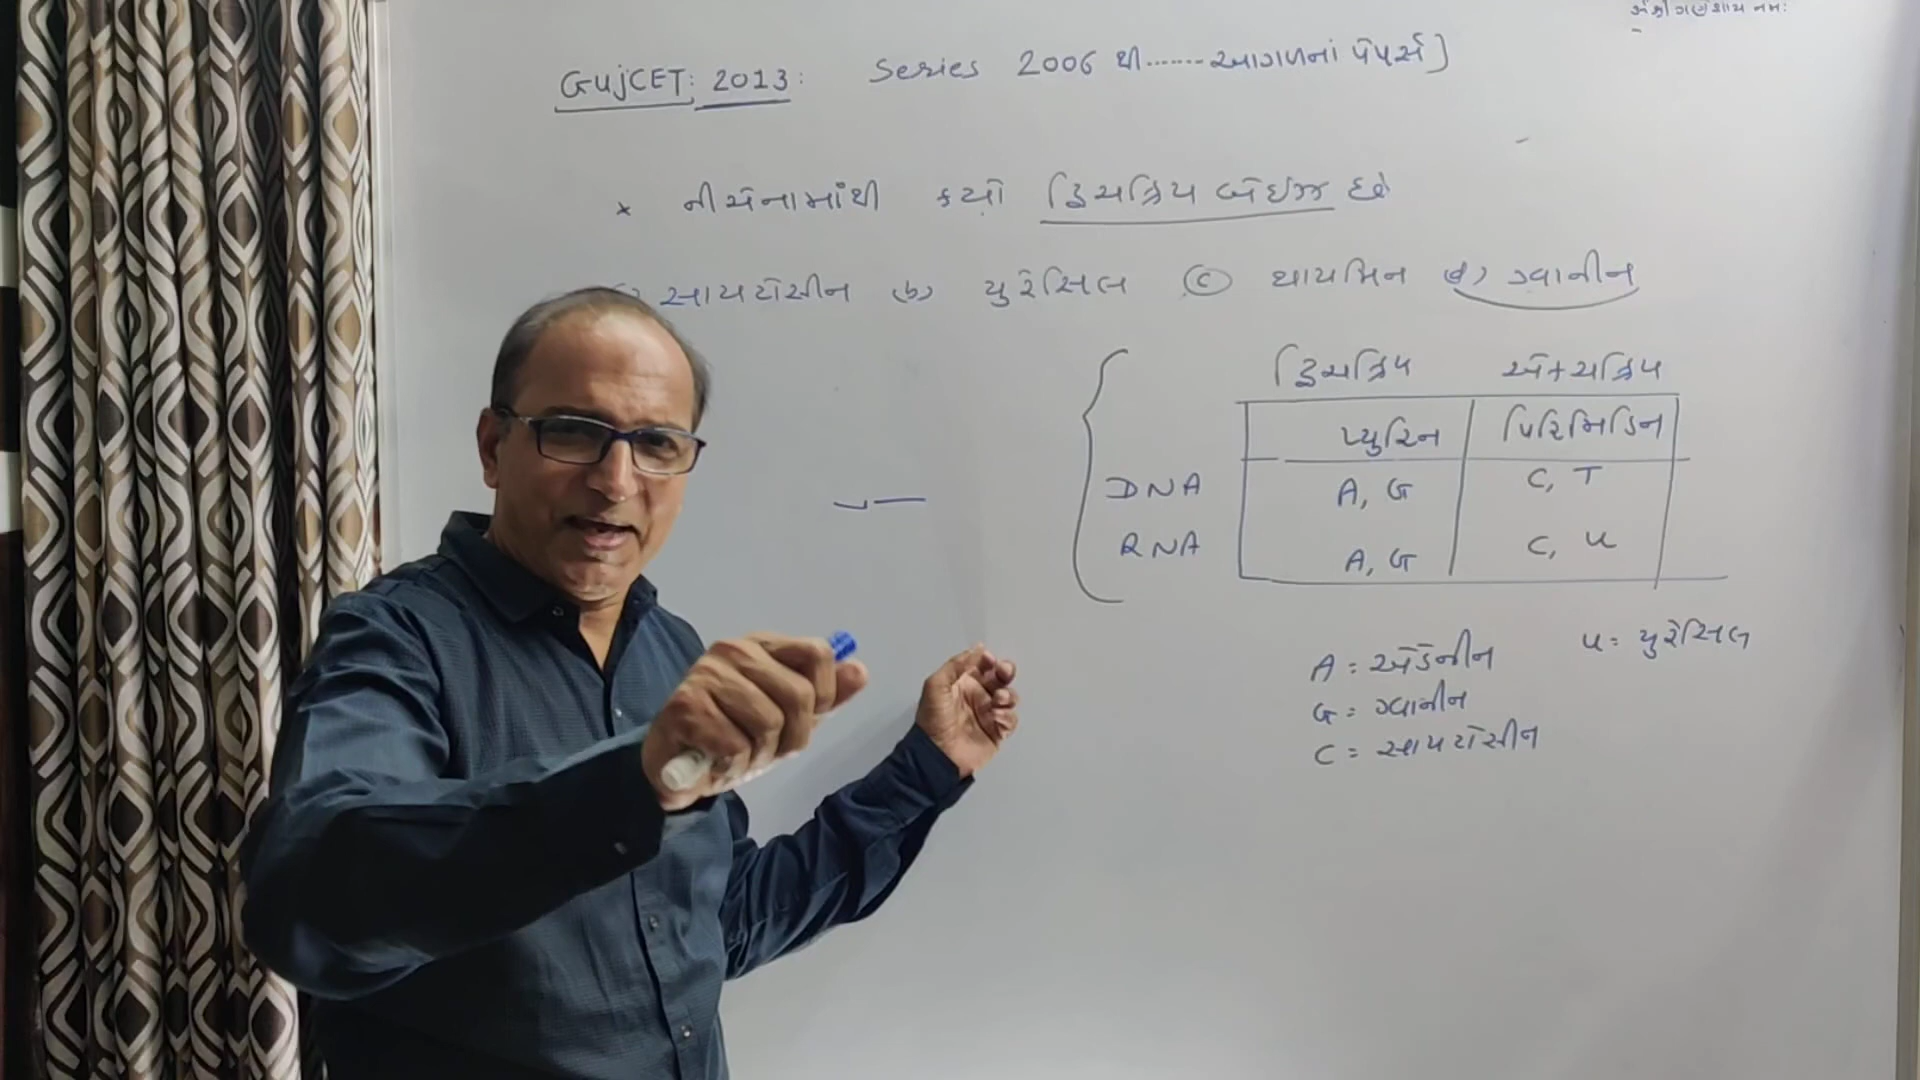 ૐ શ્રી ગણેશાય નમઃ
GujCET: 2013: Series 2006 થી.......આગળનાં પેપર્સ]
* નીચેનામાંથી કયો દ્વિચક્રિય બેઇઝ છે
સાયટોસીન (b) યુરેસિલ (c) થાયમિન (d) ગ્વાનીન
દ્વિચક્રિય એકચક્રિય
પ્યુરિન પિરિમિડિન
DNA A, G C, T
RNA A, G C, U
A = એડેનીન U = યુરેસિલ
G = ગ્વાનીન
C = સાયટોસીન